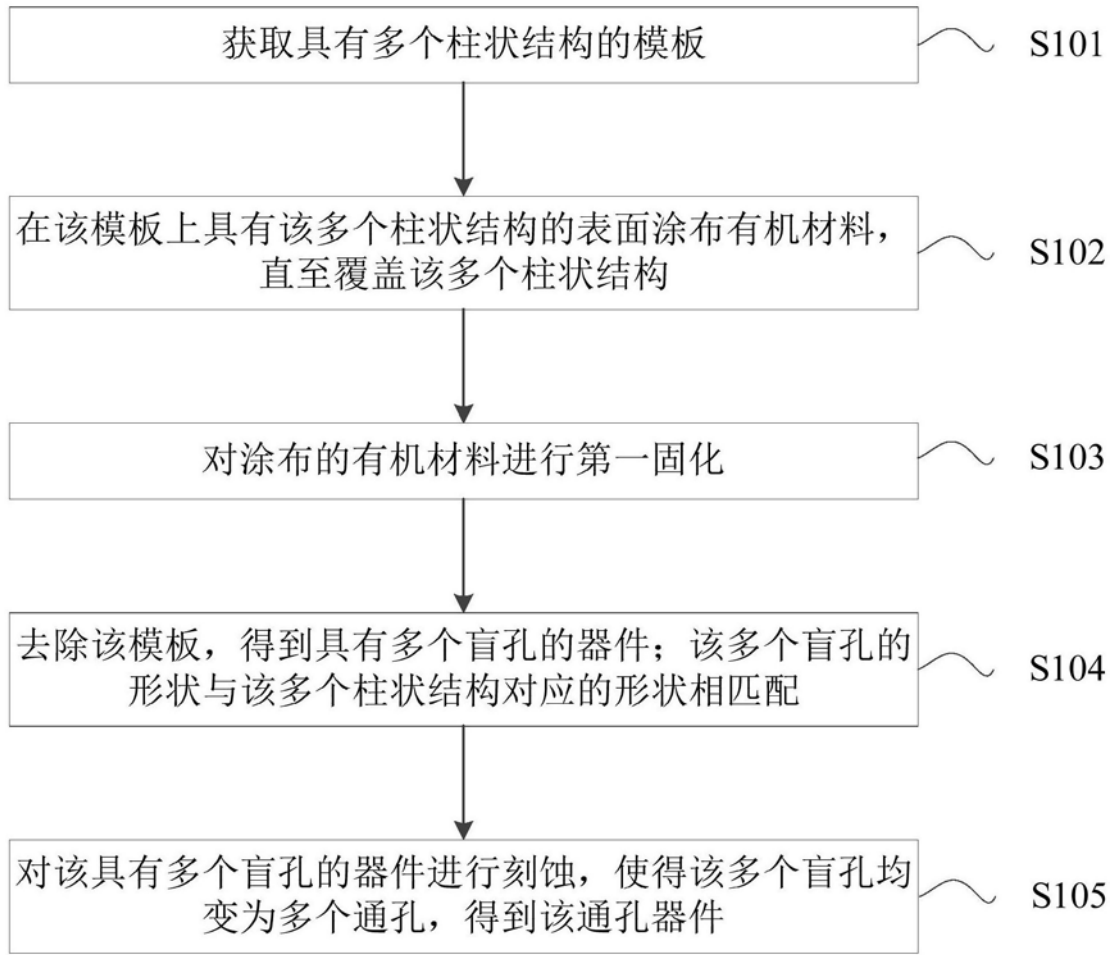 获取具有多个柱状结构的模板
S101
在该模板上具有该多个柱状结构的表面涂布有机材料，
直至覆盖该多个柱状结构
S102
对涂布的有机材料进行第一固化
S103
去除该模板，得到具有多个盲孔的器件；该多个盲孔的
形状与该多个柱状结构对应的形状相匹配
S104
对该具有多个盲孔的器件进行刻蚀，使得该多个盲孔均
变为多个通孔，得到该通孔器件
S105